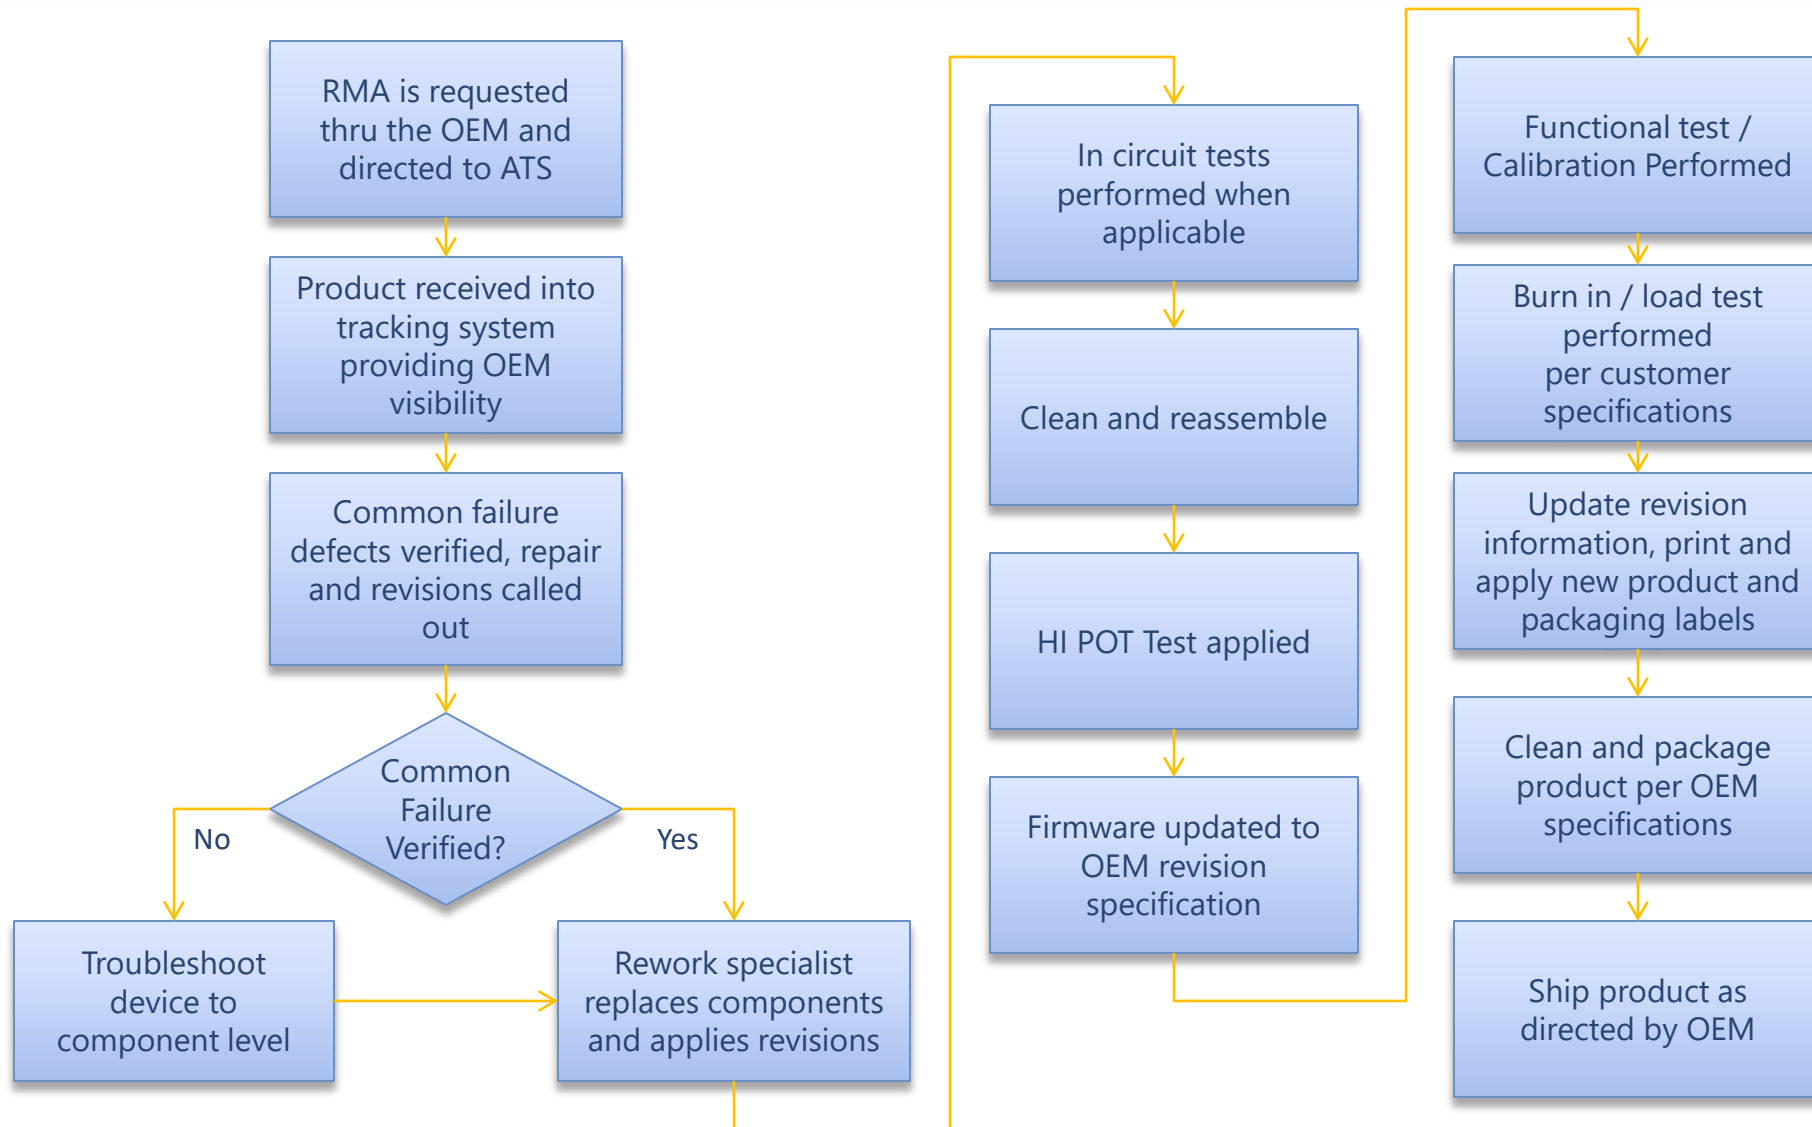 RMA is requested
thru the OEM and
directed to ATS
Product received into
tracking system
providing OEM
visibility
Common failure
defects verified, repair
and revisions called
out
Common
Failure
Verified?
No
Yes
Troubleshoot
device to
component level
Rework specialist
replaces components
and applies revisions
In circuit tests
performed when
applicable
Clean and reassemble
HI POT Test applied
Firmware updated to
OEM revision
specification
Functional test /
Calibration Performed
Burn in / load test
performed
per customer
specifications
Update revision
information, print and
apply new product and
packaging labels
Clean and package
product per OEM
specifications
Ship product as
directed by OEM